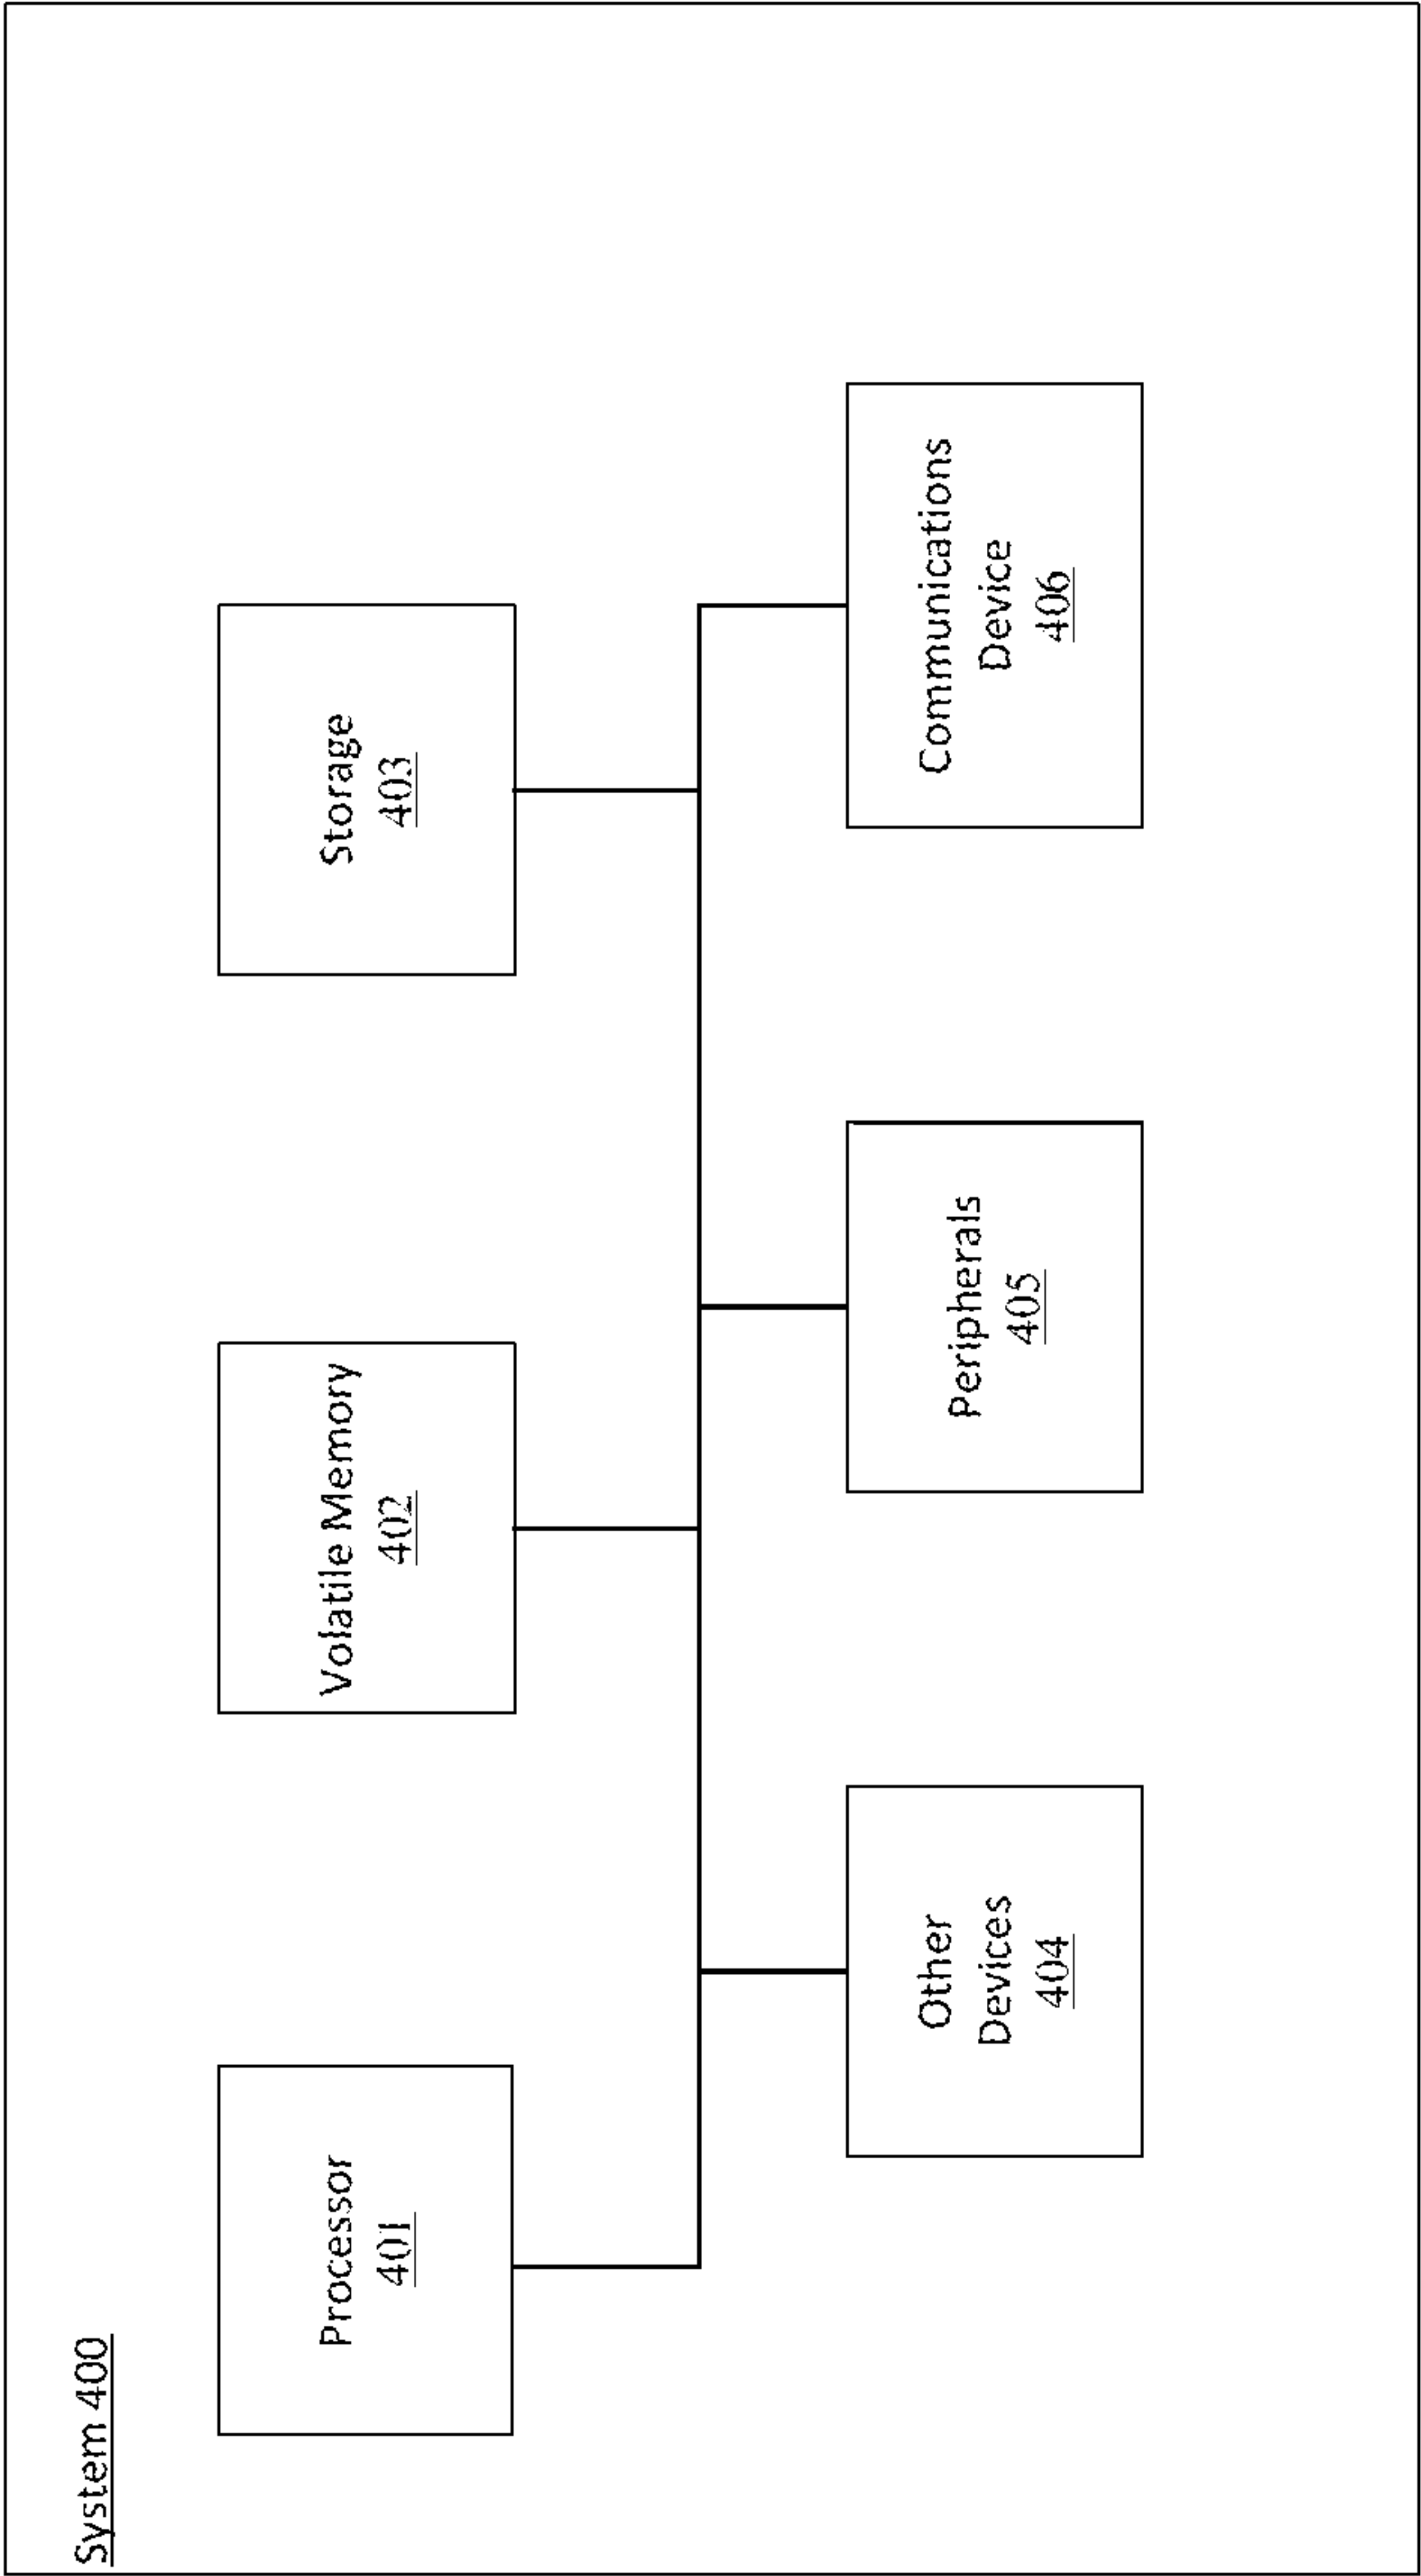 System 400
Processor
401
Volatile Memory
402
Storage
403
Other
Devices
404
Peripherals
405
Communications
Device
406